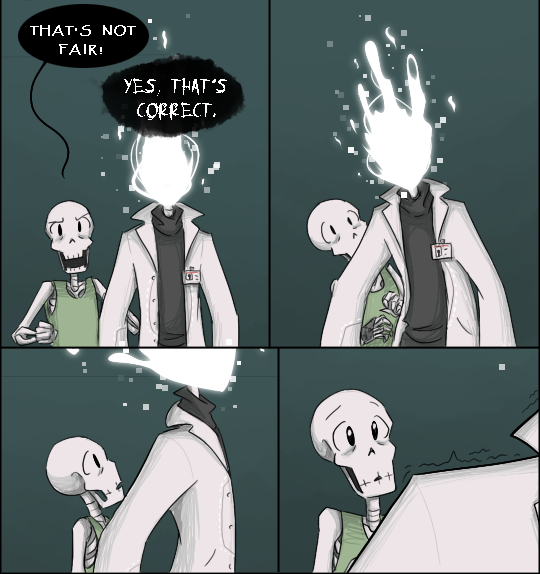 THAT'S NOT
FAIR!
YES, THAT'S
CORRECT.